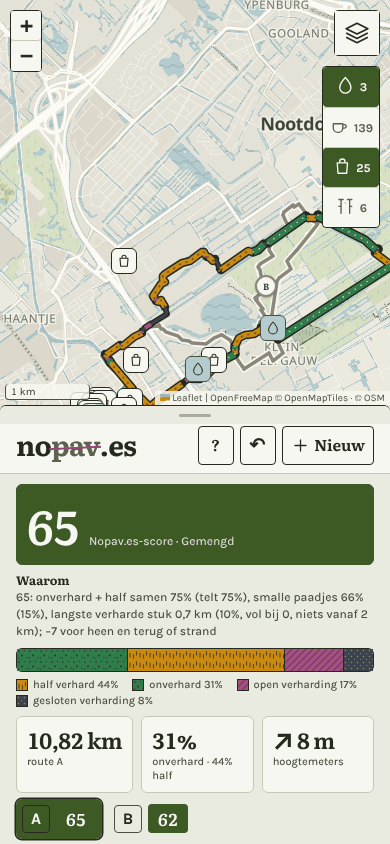 YPENBURG
GOOLAND
+
−
3
139
25
6
Nootdo
B
HAANTJE
KLEIN-
DELFGAUW
1 km
Leaflet | OpenFreeMap © OpenMapTiles · © OSM
nopav.es
?
↶
+ Nieuw
65 Nopav.es-score · Gemengd
Waarom
65: onverhard + half samen 75% (telt 75%), smalle paadjes 66%
(15%), langste verharde stuk 0,7 km (10%, vol bij 0, niets vanaf 2
km); −7 voor heen en terug of strand
half verhard 44% onverhard 31% open verharding 17%
gesloten verharding 8%
10,82 km
route A
31%
onverhard · 44%
half
↗ 8 m
hoogtemeters
A 65 B 62